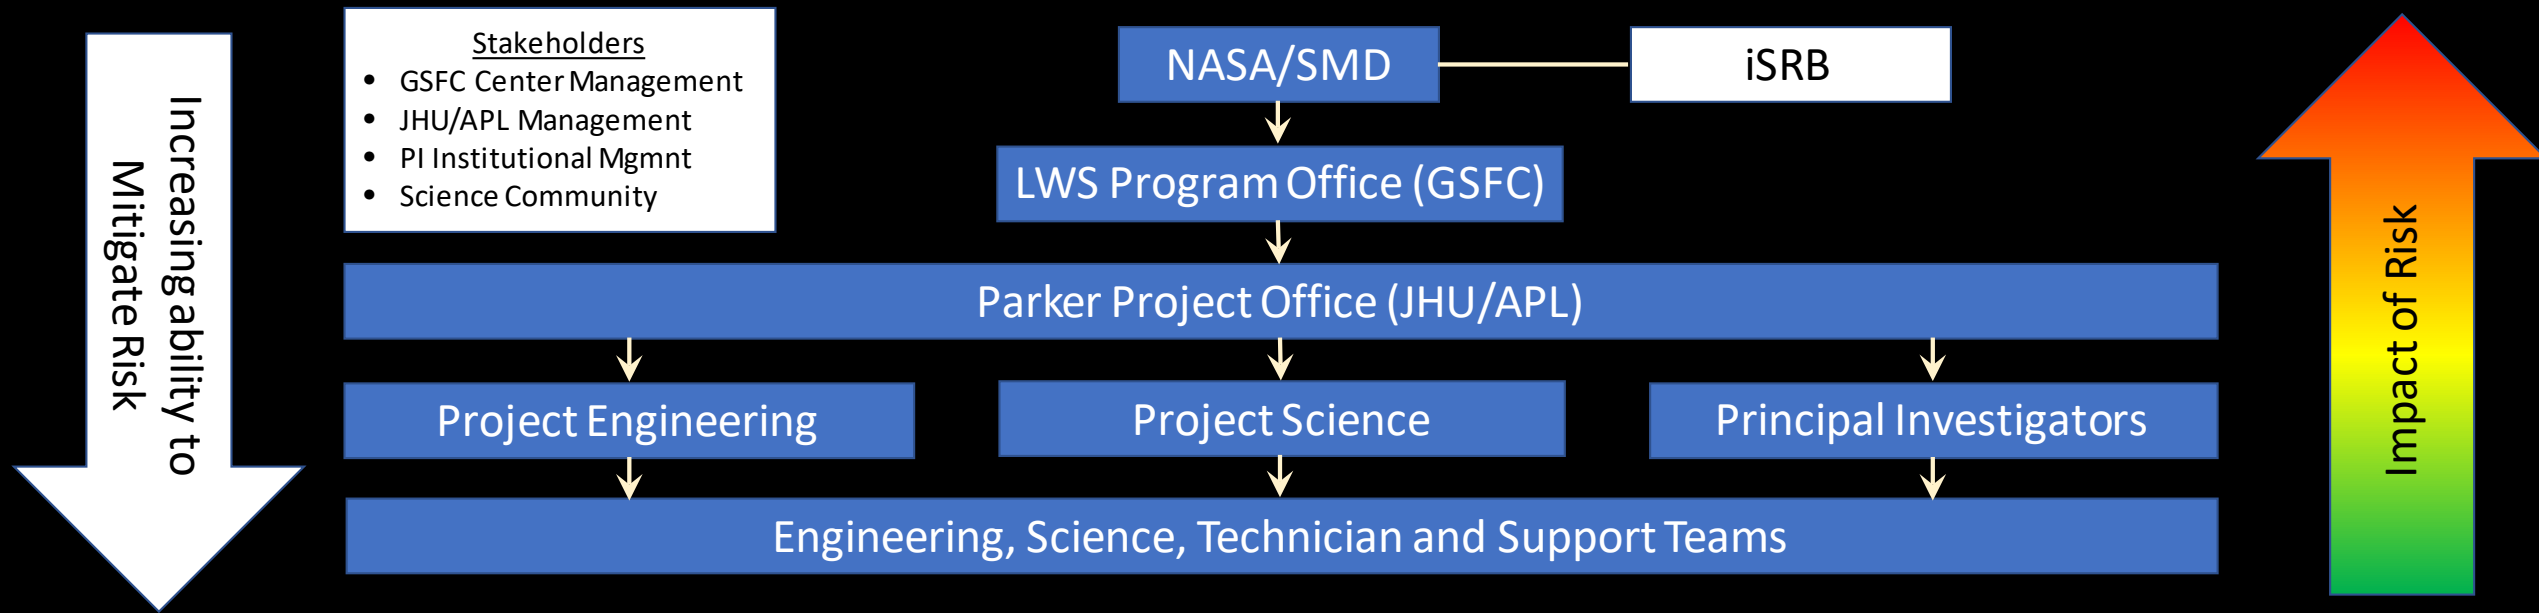 Increasing ability to
Mitigate Risk
Stakeholders
• GSFC Center Management
• JHU/APL Management
• PI Institutional Mgmnt
• Science Community
NASA/SMD
iSRB
LWS Program Office (GSFC)
Parker Project Office (JHU/APL)
Project Engineering
Project Science
Principal Investigators
Engineering, Science, Technician and Support Teams
Impact of Risk